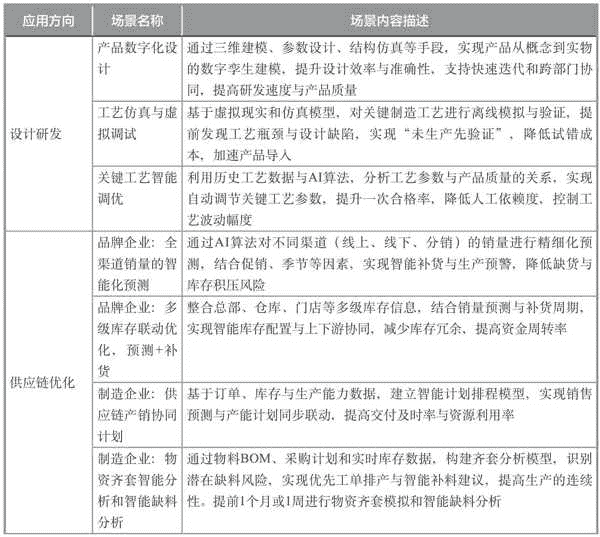 应用方向 场景名称 场景内容描述
设计研发
产品数字化设
计
通过三维建模、参数设计、结构仿真等手段，实现产品从概念到实物
的数字孪生建模，提升设计效率与准确性，支持快速迭代和跨部门协
同，提高研发速度与产品质量
工艺仿真与虚
拟调试
基于虚拟现实和仿真模型，对关键制造工艺进行离线模拟与验证，提
前发现工艺瓶颈与设计缺陷，实现“未生产先验证”，降低试错成
本，加速产品导入
关键工艺智能
调优
利用历史工艺数据与AI算法，分析工艺参数与产品质量的关系，实现
自动调节关键工艺参数，提升一次合格率，降低人工依赖度，控制工
艺波动幅度
供应链优化
品牌企业：全
渠道销量的智
能化预测
通过AI算法对不同渠道（线上、线下、分销）的销量进行精细化预
测，结合促销、季节等因素，实现智能补货与生产预警，降低缺货与
库存积压风险
品牌企业：多
级库存联动优
化，预测+补
货
整合总部、仓库、门店等多级库存信息，结合销量预测与补货周期，
实现智能库存配置与上下游协同，减少库存冗余，提高资金周转率
制造企业：供
应链产销协同
计划
基于订单、库存与生产能力数据，建立智能计划排程模型，实现销售
预测与产能计划同步联动，提高交付及时率与资源利用率
制造企业：物
资齐套智能分
析和智能缺料
分析
通过物料BOM、采购计划和实时库存数据，构建齐套分析模型，识别
潜在缺料风险，实现优先工单排产与智能补料建议，提高生产的连续
性。提前1个月或1周进行物资齐套模拟和智能缺料分析